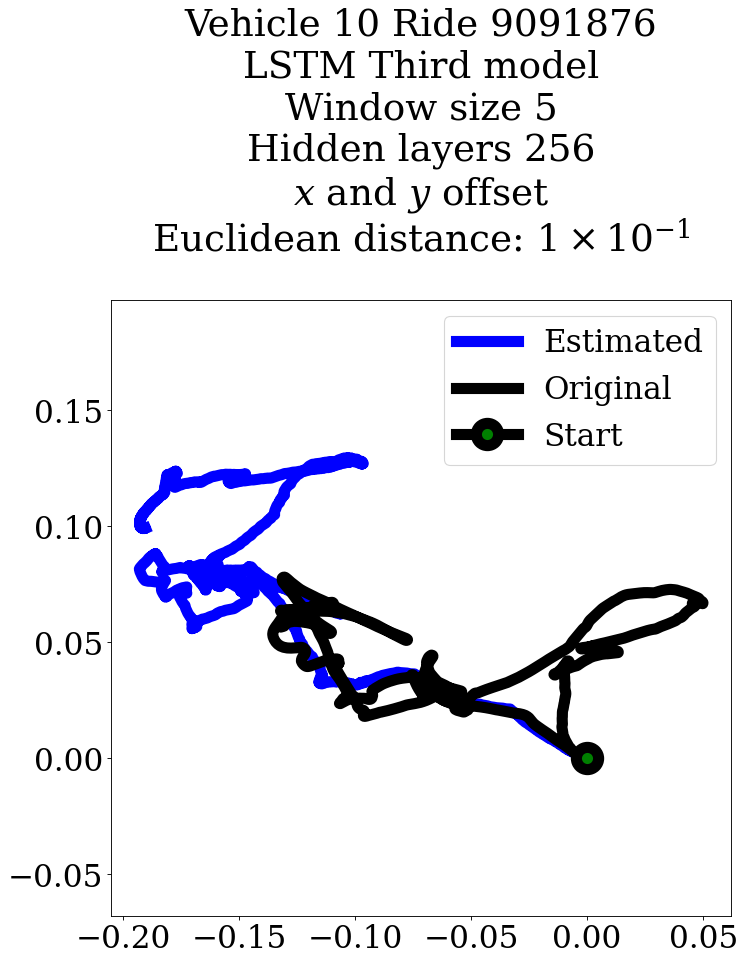 Vehicle 10 Ride 9091876
LSTM Third model
Window size 5
Hidden layers 256
x and y offset
Euclidean distance: 1 × 10⁻¹
Estimated
Original
Start
0.15
0.10
0.05
0.00
−0.05
−0.20 −0.15 −0.10 −0.05 0.00 0.05